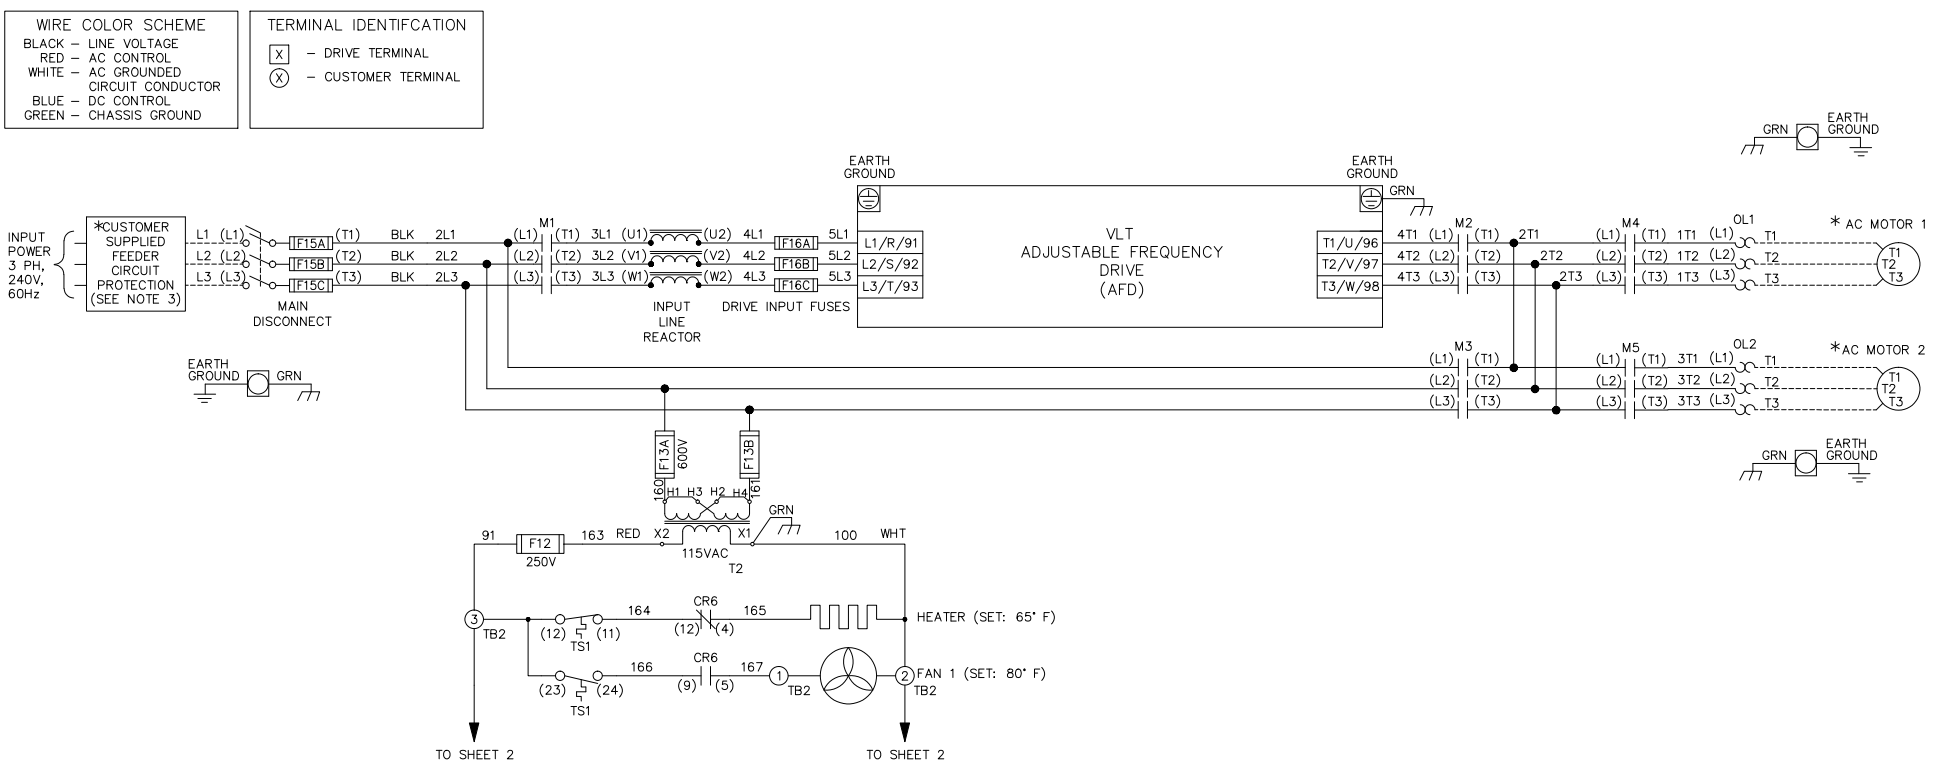 WIRE COLOR SCHEME
BLACK – LINE VOLTAGE
RED – AC CONTROL
WHITE – AC GROUNDED
CIRCUIT CONDUCTOR
BLUE – DC CONTROL
GREEN – CHASSIS GROUND
TERMINAL IDENTIFCATION
X – DRIVE TERMINAL
X – CUSTOMER TERMINAL
GRN
EARTH
GROUND
EARTH
GROUND
EARTH
GROUND
GRN
INPUT
POWER
3 PH,
240V,
60Hz
*CUSTOMER
SUPPLIED
FEEDER
CIRCUIT
PROTECTION
(SEE NOTE 3)
L1 (L1) F15A (T1) BLK 2L1 (L1) M1 (T1) 3L1 (U1) (U2) 4L1 F16A 5L1 L1/R/91
L2 (L2) F15B (T2) BLK 2L2 (L2) (T2) 3L2 (V1) (V2) 4L2 F16B 5L2 L2/S/92
L3 (L3) F15C (T3) BLK 2L3 (L3) (T3) 3L3 (W1) (W2) 4L3 F16C 5L3 L3/T/93
MAIN
DISCONNECT
INPUT
LINE
REACTOR
DRIVE INPUT FUSES
VLT
ADJUSTABLE FREQUENCY
DRIVE
(AFD)
M2 M4 OL1 * AC MOTOR 1
T1/U/96 4T1 (L1) (T1) 2T1 (L1) (T1) 1T1 (L1) T1 T1
T2/V/97 4T2 (L2) (T2) 2T2 (L2) (T2) 1T2 (L2) T2 T2
T3/W/98 4T3 (L3) (T3) 2T3 (L3) (T3) 1T3 (L3) T3 T3
M3 M5 OL2 *AC MOTOR 2
(L1) (T1) (L1) (T1) 3T1 (L1) T1 T1
(L2) (T2) (L2) (T2) 3T2 (L2) T2 T2
(L3) (T3) (L3) (T3) 3T3 (L3) T3 T3
EARTH
GROUND GRN
EARTH
GRN GROUND
F13A
600V
F13B
160
161
H1 H3 H2 H4
GRN
91 F12 163 RED X2 X1 100 WHT
250V
115VAC
T2
3
TB2
164 CR6 165
(12) (11) (12) (4)
TS1
HEATER (SET: 65° F)
166 CR6 167 1 2 FAN 1 (SET: 80° F)
(23) (24) (9) (5) TB2 TB2
TS1
TO SHEET 2
TO SHEET 2